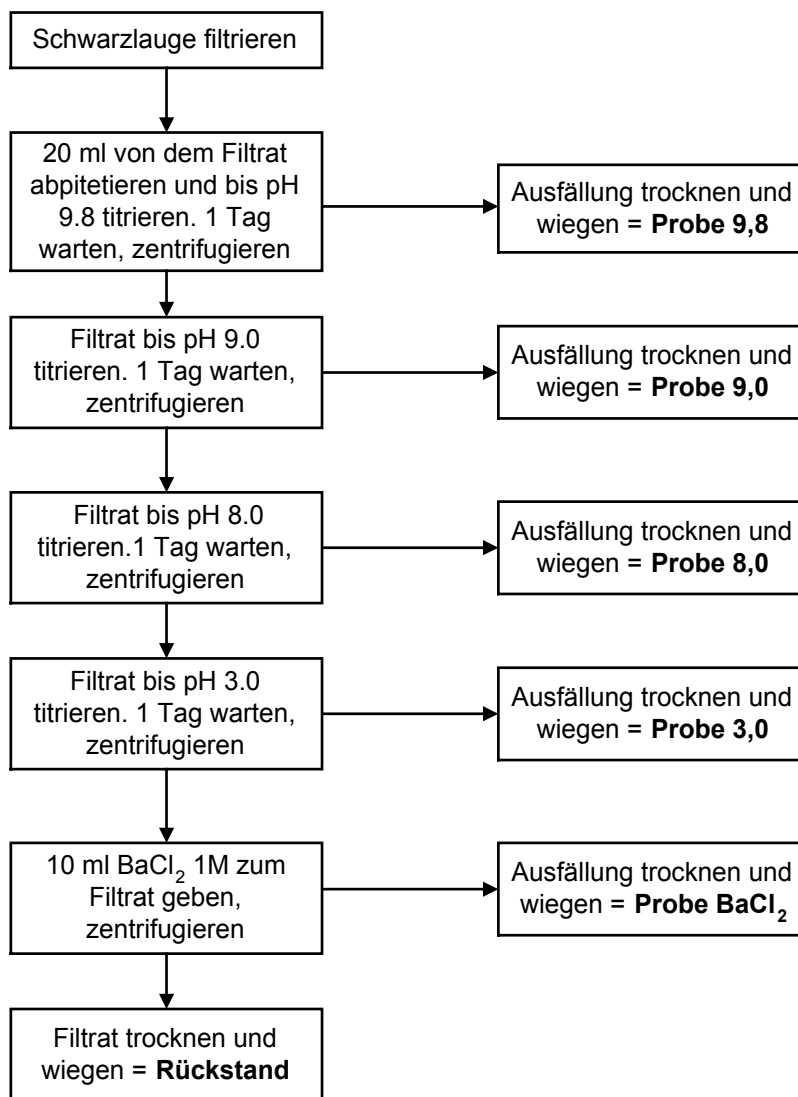 Schwarzlauge filtrieren
20 ml von dem Filtrat
abpitetieren und bis pH
9.8 titrieren. 1 Tag
warten, zentrifugieren
Ausfällung trocknen und
wiegen = Probe 9,8
Filtrat bis pH 9.0
titrieren. 1 Tag warten,
zentrifugieren
Ausfällung trocknen und
wiegen = Probe 9,0
Filtrat bis pH 8.0
titrieren.1 Tag warten,
zentrifugieren
Ausfällung trocknen und
wiegen = Probe 8,0
Filtrat bis pH 3.0
titrieren. 1 Tag warten,
zentrifugieren
Ausfällung trocknen und
wiegen = Probe 3,0
10 ml BaCl₂ 1M zum
Filtrat geben,
zentrifugieren
Ausfällung trocknen und
wiegen = Probe BaCl₂
Filtrat trocknen und
wiegen = Rückstand